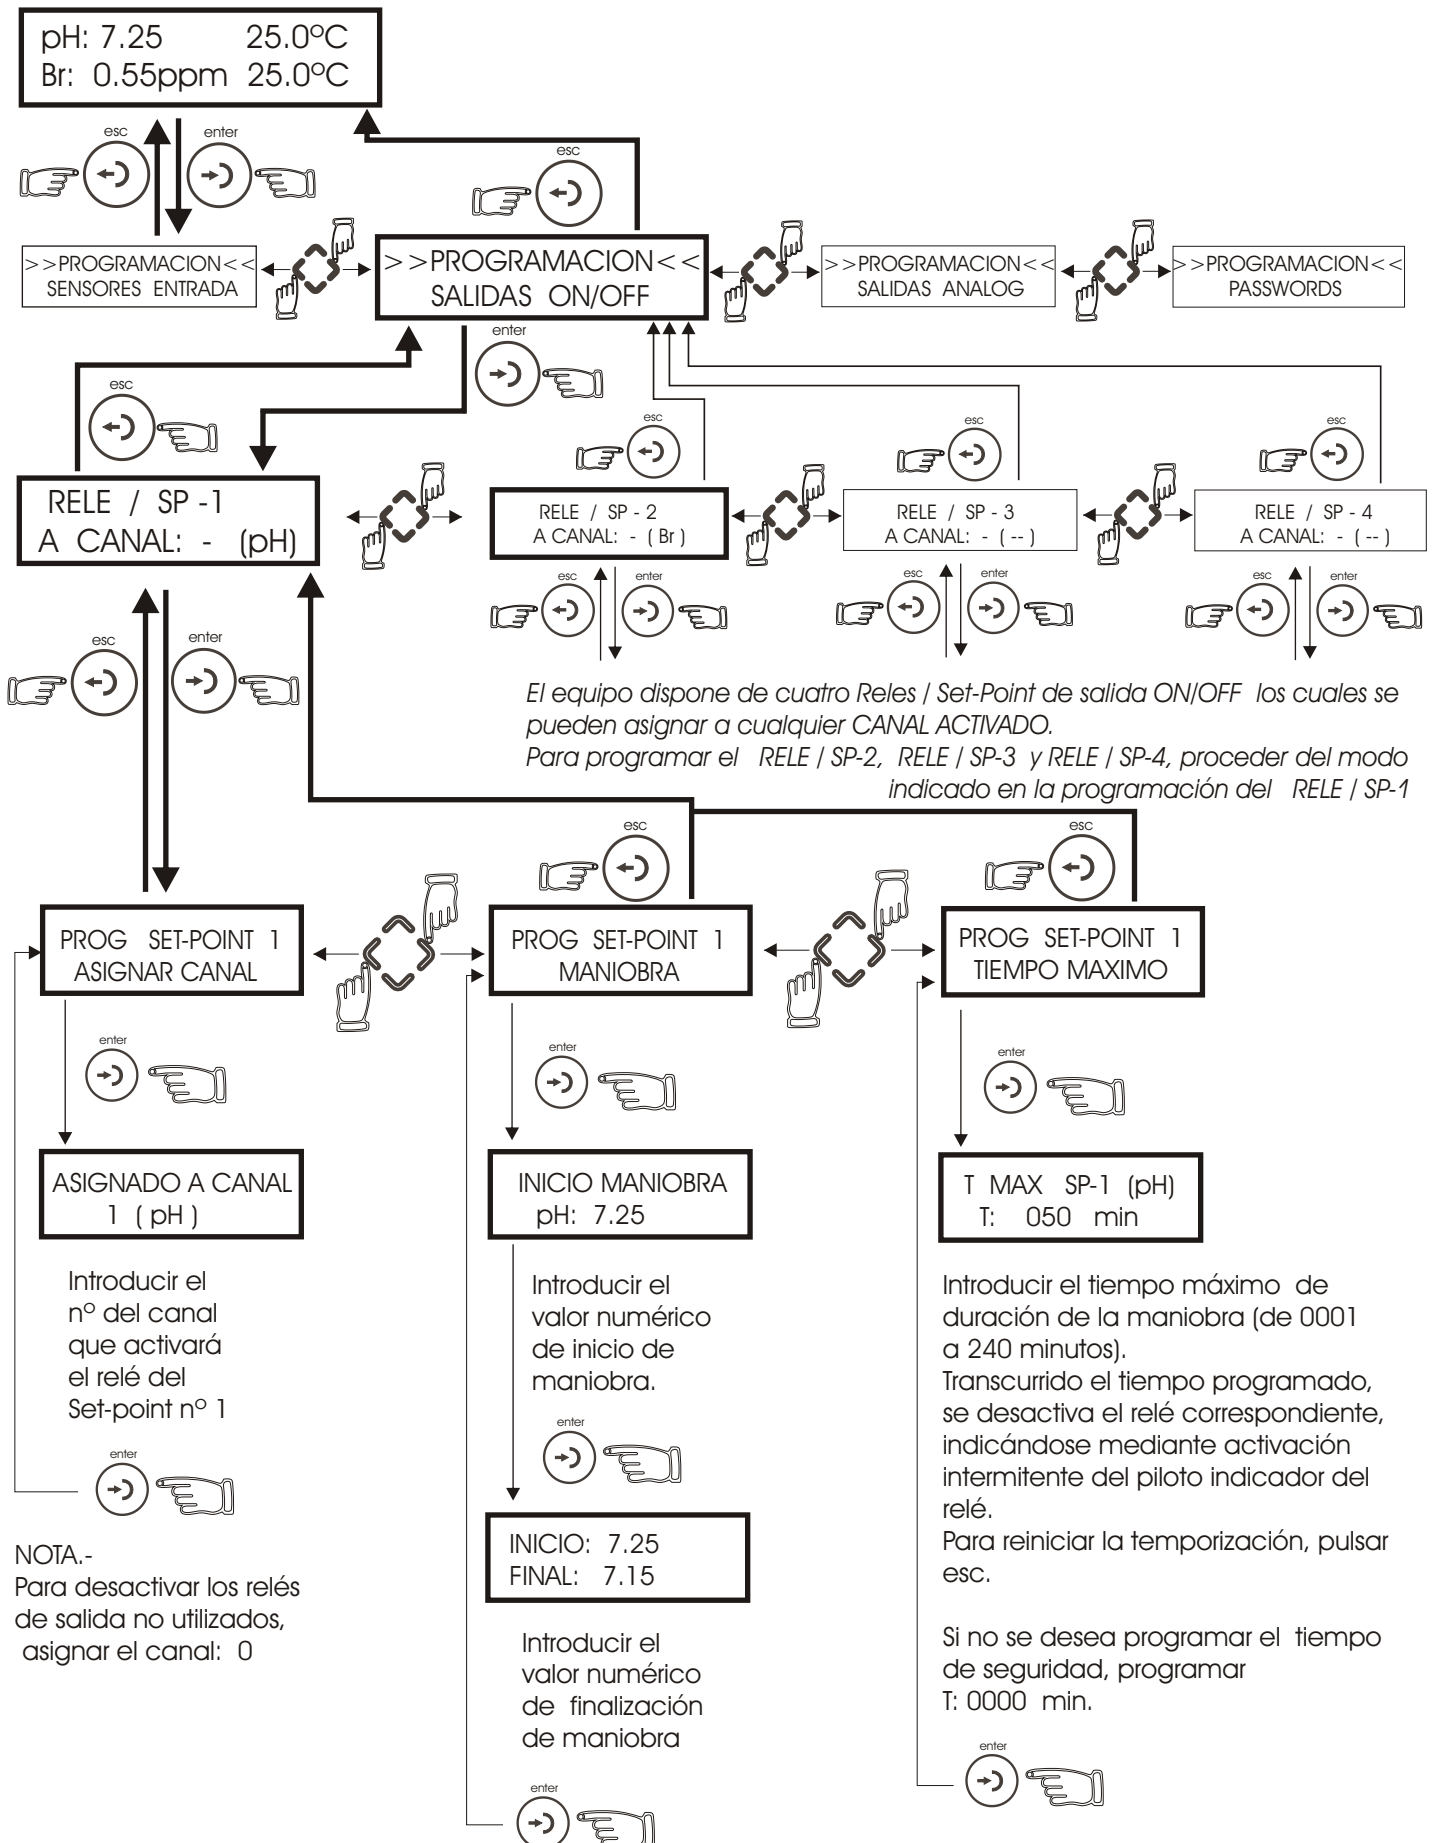 pH: 7.25 25.0ºC
Br: 0.55ppm 25.0ºC
esc
enter
esc
>>PROGRAMACION<<
SENSORES ENTRADA
>>PROGRAMACION<<
SALIDAS ON/OFF
>>PROGRAMACION<<
SALIDAS ANALOG
>>PROGRAMACION<<
PASSWORDS
enter
esc
esc
esc
esc
RELE / SP -1
A CANAL: - (pH)
RELE / SP - 2
A CANAL: - ( Br )
RELE / SP - 3
A CANAL: - ( -- )
RELE / SP - 4
A CANAL: - ( -- )
esc
enter
esc
enter
esc
enter
esc
enter
El equipo dispone de cuatro Reles / Set-Point de salida ON/OFF los cuales se
pueden asignar a cualquier CANAL ACTIVADO.
Para programar el RELE / SP-2, RELE / SP-3 y RELE / SP-4, proceder del modo
indicado en la programación del RELE / SP-1
esc
esc
PROG SET-POINT 1
ASIGNAR CANAL
PROG SET-POINT 1
MANIOBRA
PROG SET-POINT 1
TIEMPO MAXIMO
enter
enter
enter
ASIGNADO A CANAL
1 ( pH )
INICIO MANIOBRA
pH: 7.25
T MAX SP-1 (pH)
T: 050 min
Introducir el
nº del canal
que activará
el relé del
Set-point nº 1
enter
NOTA.-
Para desactivar los relés
de salida no utilizados,
asignar el canal: 0
Introducir el
valor numérico
de inicio de
maniobra.
enter
INICIO: 7.25
FINAL: 7.15
Introducir el
valor numérico
de finalización
de maniobra
enter
Introducir el tiempo máximo de
duración de la maniobra (de 0001
a 240 minutos).
Transcurrido el tiempo programado,
se desactiva el relé correspondiente,
indicándose mediante activación
intermitente del piloto indicador del
relé.
Para reiniciar la temporización, pulsar
esc.
Si no se desea programar el tiempo
de seguridad, programar
T: 0000 min.
enter